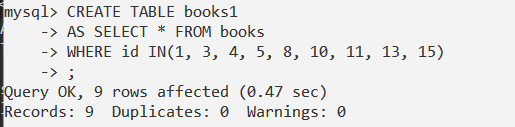 mysql> CREATE TABLE books1
-> AS SELECT * FROM books
-> WHERE id IN(1, 3, 4, 5, 8, 10, 11, 13, 15)
-> ;
Query OK, 9 rows affected (0.47 sec)
Records: 9  Duplicates: 0  Warnings: 0